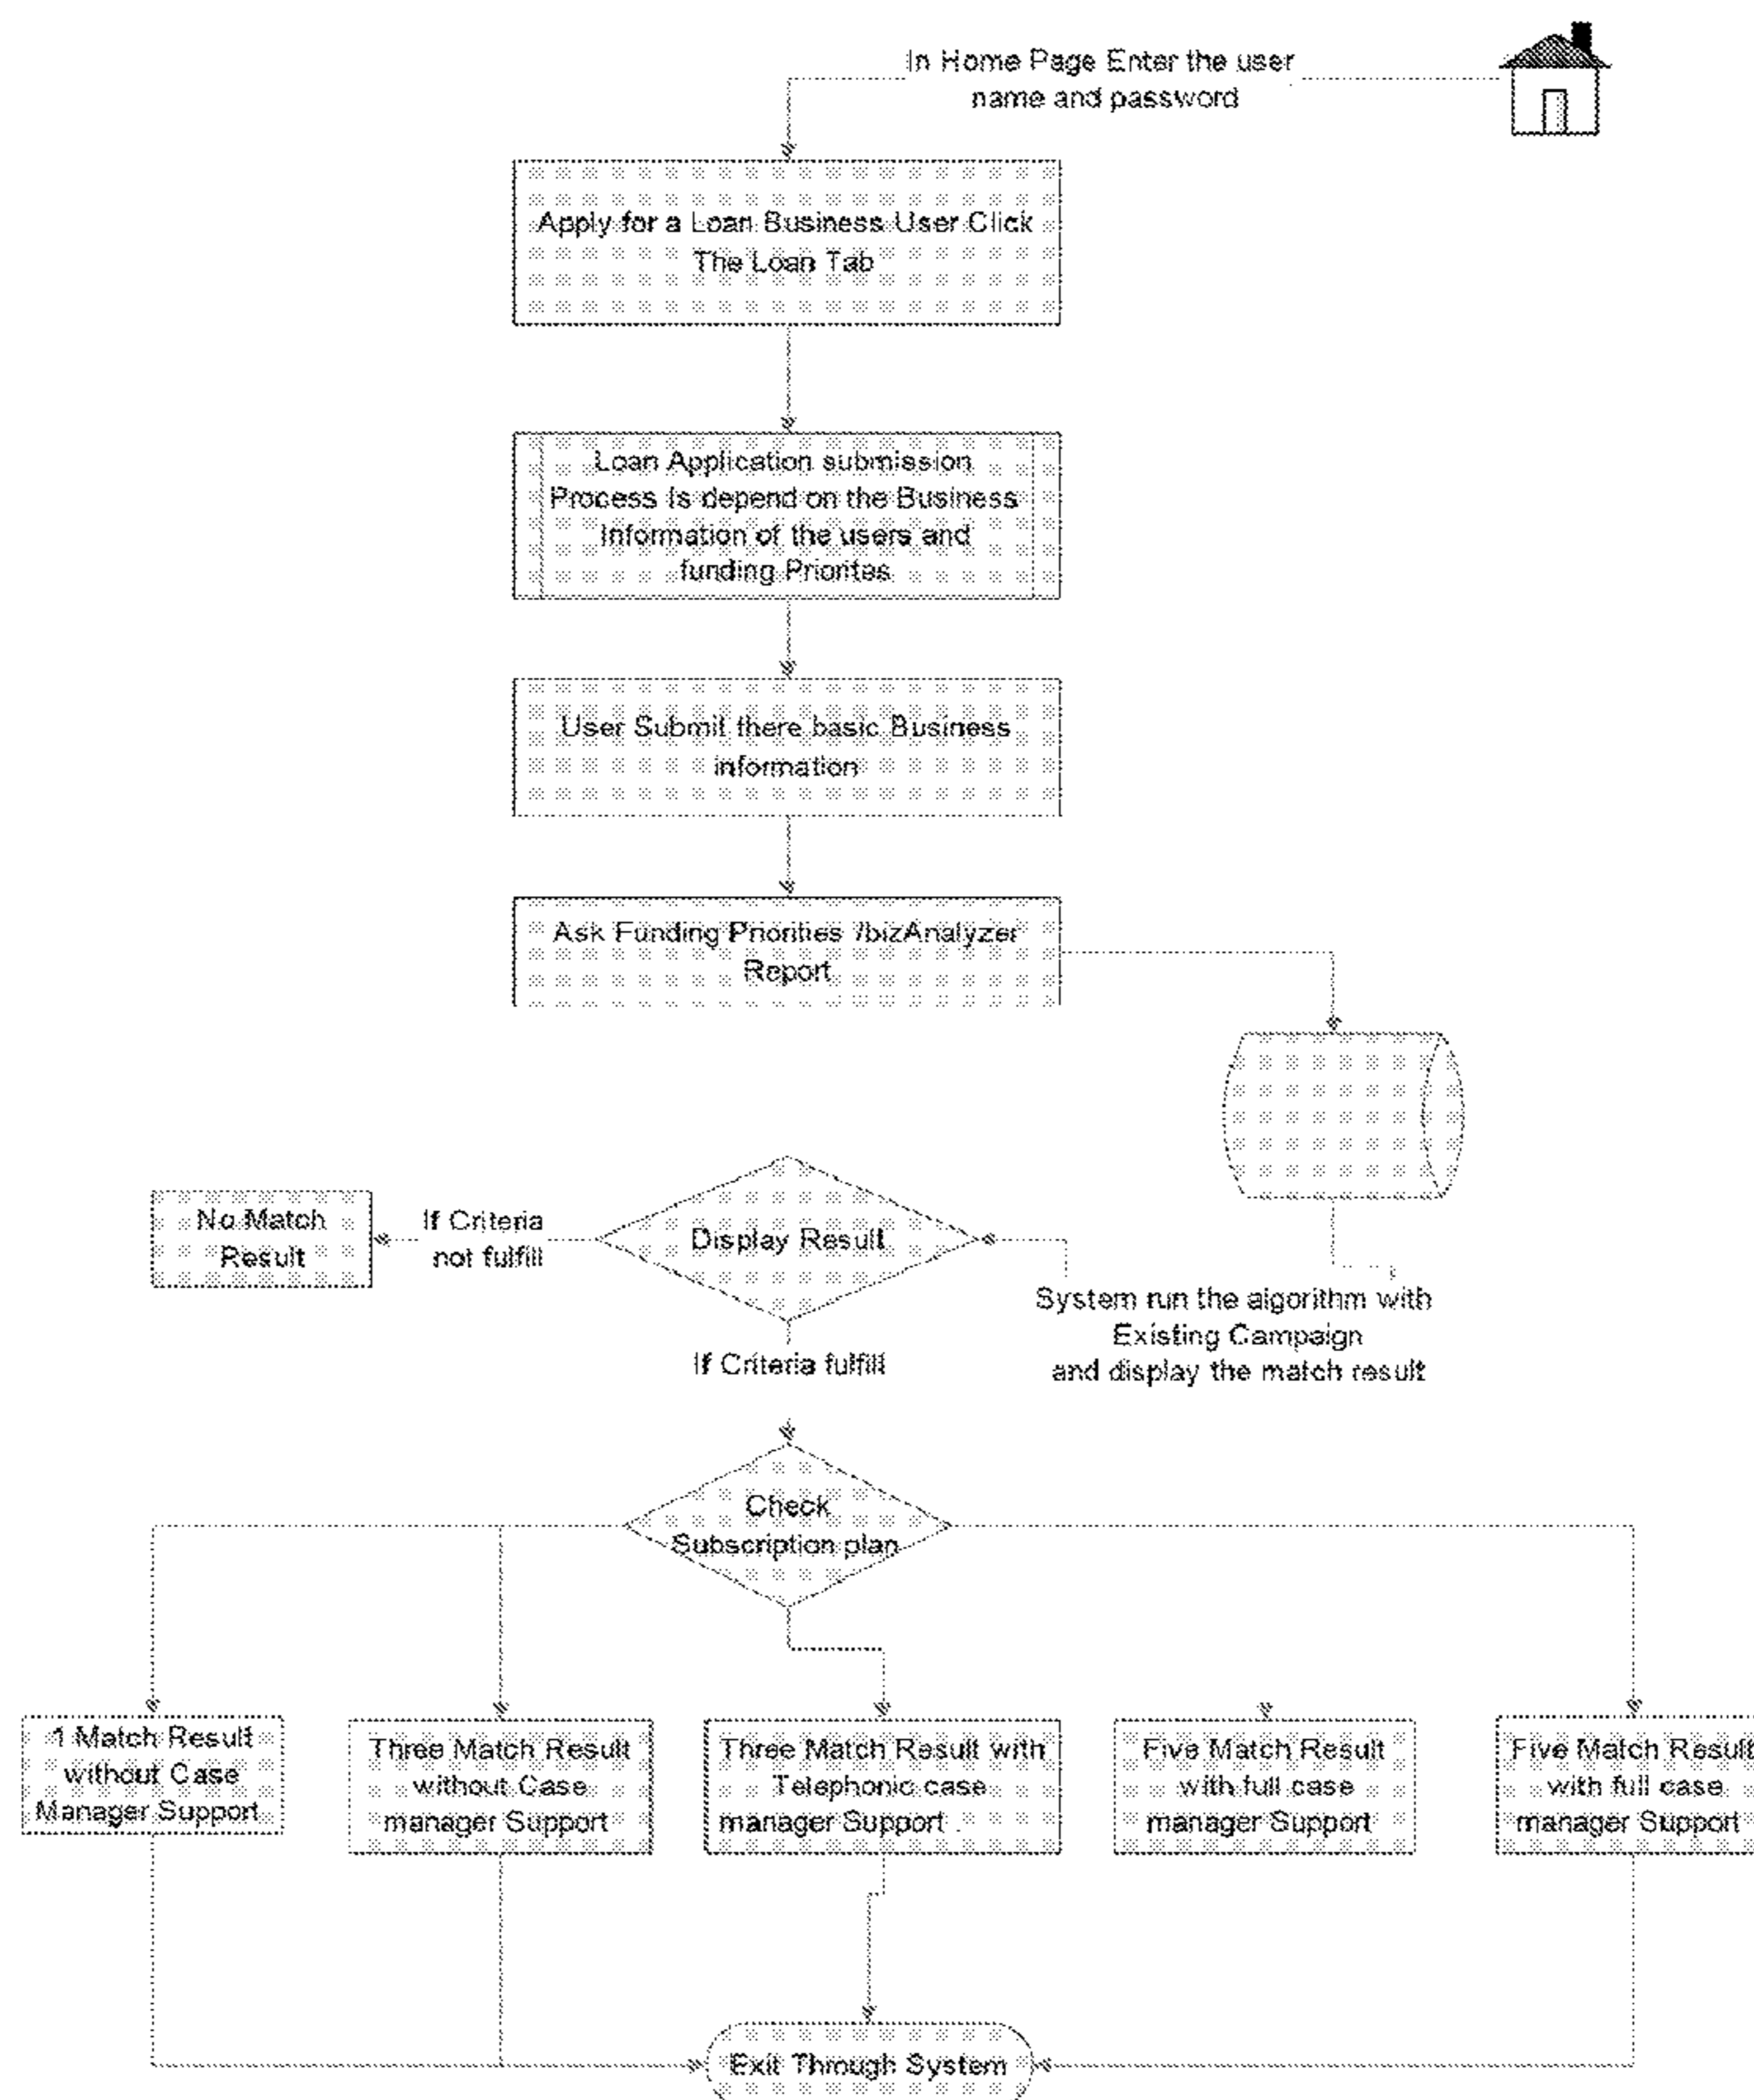 In Home Page Enter the user
name and password
Apply for a Loan Business User Click
The Loan Tab
Loan Application submission
Process Is depend on the Business
Information of the users and
funding Priorites
User Submit there basic Business
information
Ask Funding Priorities /bizAnalyzer
Report
No Match
Result
If Criteria
not fulfill
Display Result
System run the algorithm with
Existing Campaign
and display the match result
If Criteria fulfill
Check
Subscription plan
1 Match Result
without Case
Manager Support
Three Match Result
without Case
manager Support
Three Match Result with
Telephonic case
manager Support .
Five Match Result
with full case
manager Support
Five Match Result
with full case
manager Support
Exit Through System